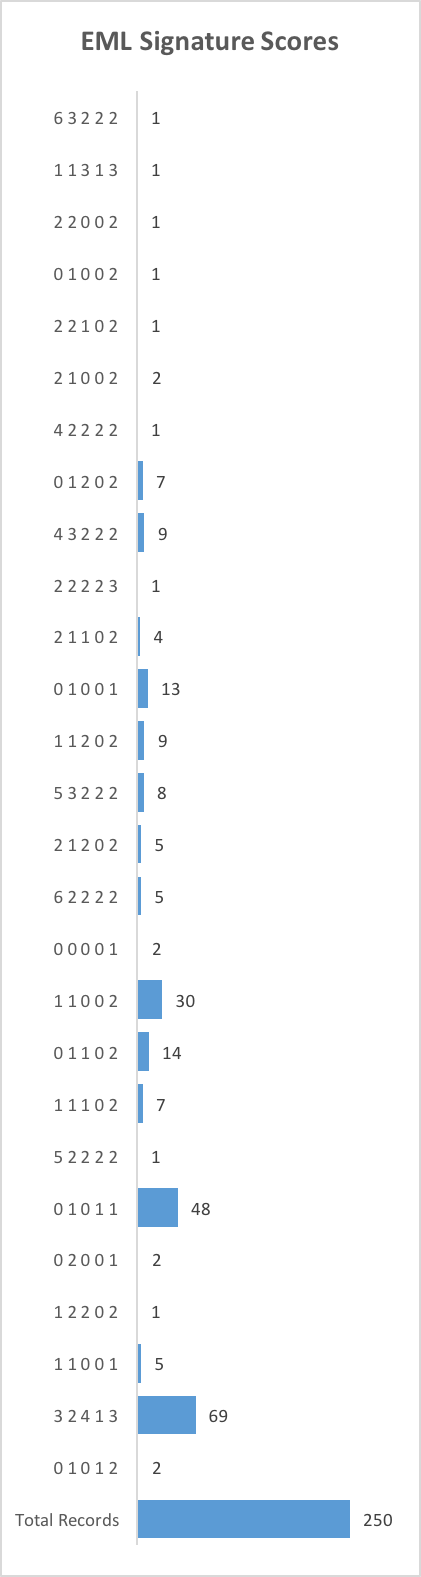 EML Signature Scores
6 3 2 2 2 1
1 1 3 1 3 1
2 2 0 0 2 1
0 1 0 0 2 1
2 2 1 0 2 1
2 1 0 0 2 2
4 2 2 2 2 1
0 1 2 0 2 7
4 3 2 2 2 9
2 2 2 2 3 1
2 1 1 0 2 4
0 1 0 0 1 13
1 1 2 0 2 9
5 3 2 2 2 8
2 1 2 0 2 5
6 2 2 2 2 5
0 0 0 0 1 2
1 1 0 0 2 30
0 1 1 0 2 14
1 1 1 0 2 7
5 2 2 2 2 1
0 1 0 1 1 48
0 2 0 0 1 2
1 2 2 0 2 1
1 1 0 0 1 5
3 2 4 1 3 69
0 1 0 1 2 2
Total Records 250